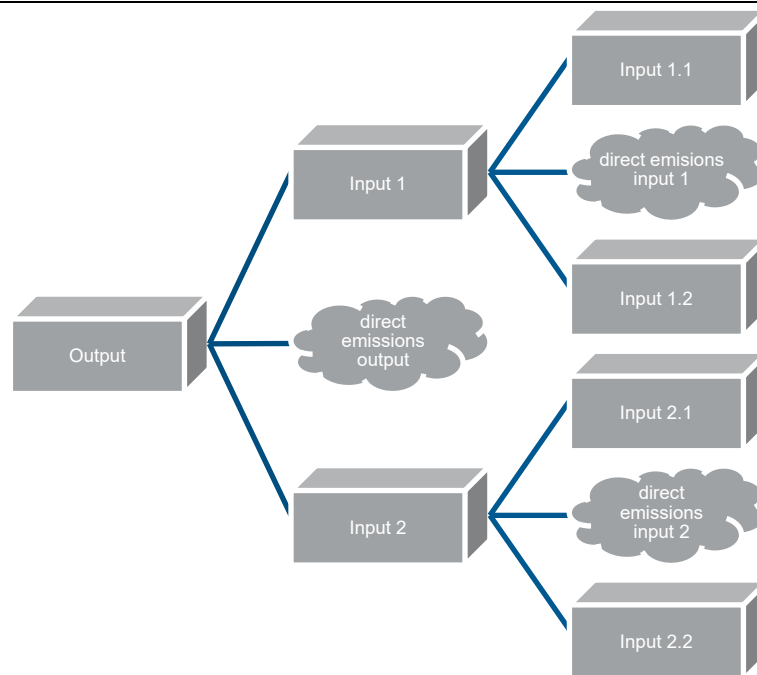 Input 1.1
direct emisions
input 1
Input 1
Input 1.2
direct
emissions
output
Output
Input 2.1
direct
emissions
input 2
Input 2
Input 2.2